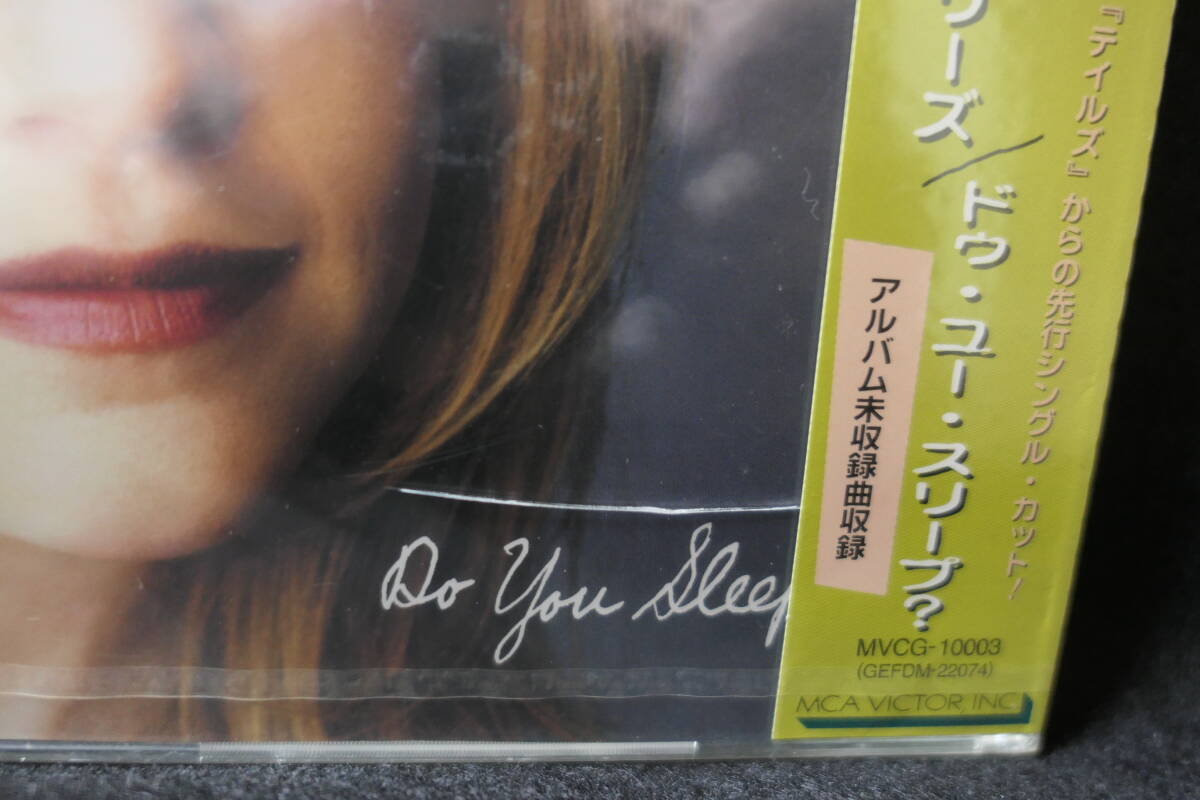 『テイルズ』からの先行シングル・カット!
ワーズ/ドゥ・ユー・スリープ?
アルバム未収録曲収録
Do You Sleep
MVCG-10003
(GEFDM-22074)
MCA VICTOR, INC.